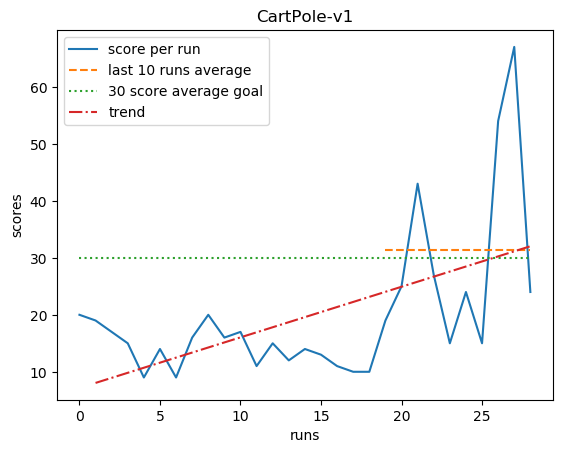 CartPole-v1
score per run
last 10 runs average
30 score average goal
trend
scores
60
50
40
30
20
10
0
5
10
15
20
25
runs